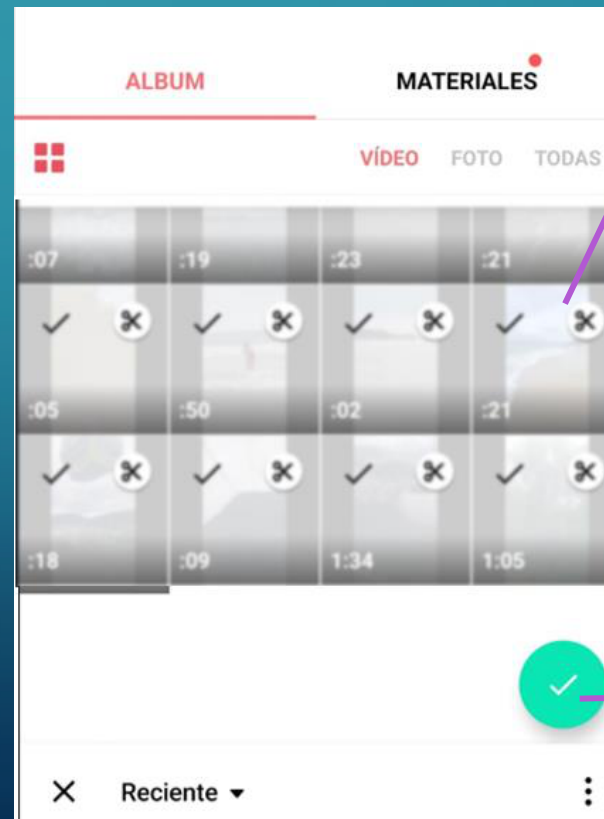 ALBUM MATERIALES
VÍDEO FOTO TODAS
:07 :19 :23 :21
:05 :50 :02 :21
:18 :09 1:34 1:05
Reciente